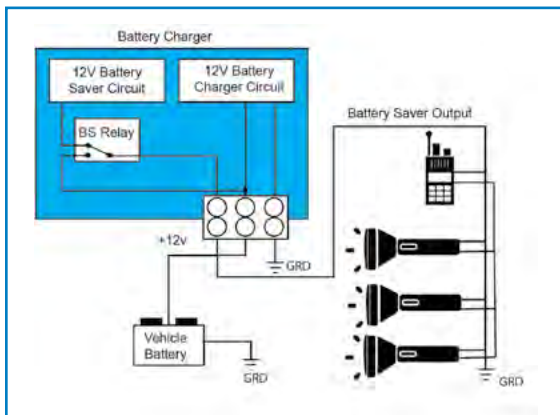 Battery Charger
12V Battery
Saver Circuit
12V Battery
Charger Circuit
BS Relay
Battery Saver Output
+12v
GRD
Vehicle
Battery
GRD
GRD